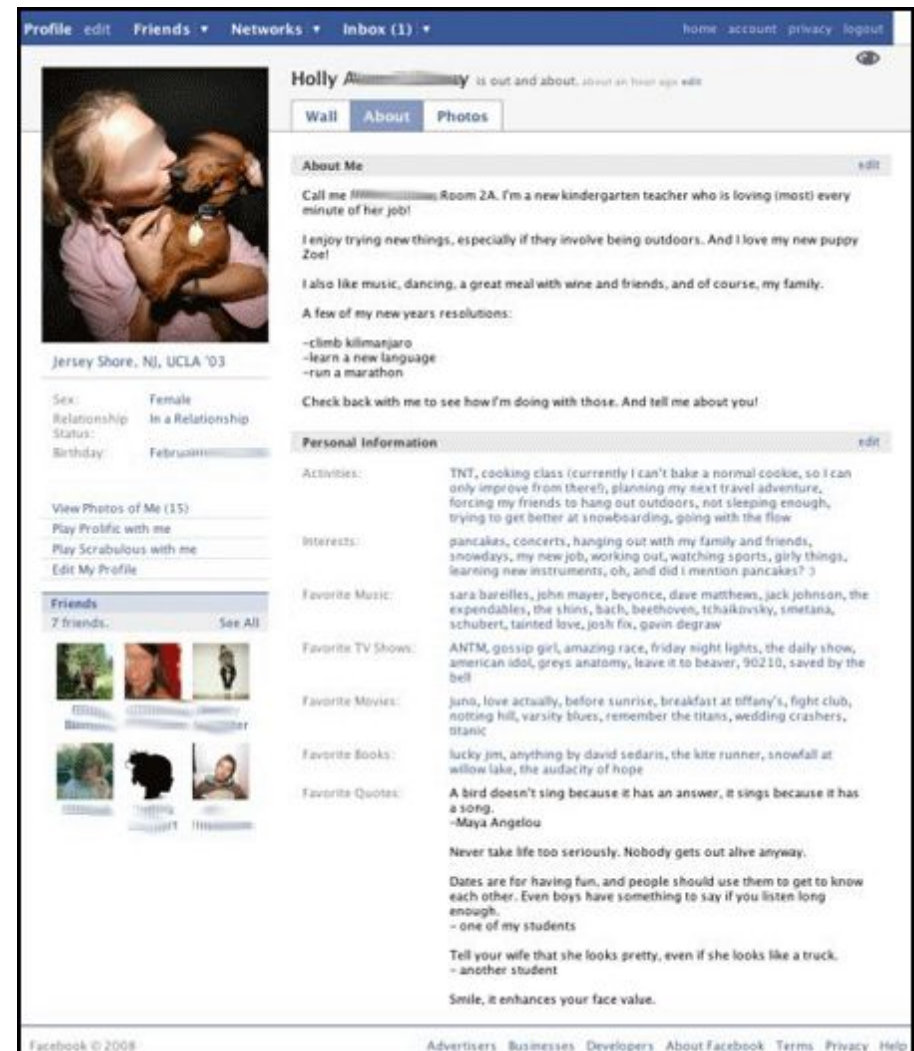 Profile edit Friends ▾ Networks ▾ Inbox (1) ▾ home account privacy logout
Holly is out and about. about an hour ago edit
Wall About Photos
About Me edit
Call me Room 2A. I'm a new kindergarten teacher who is loving (most) every
minute of her job!
I enjoy trying new things, especially if they involve being outdoors. And I love my new puppy
Zoe!
I also like music, dancing, a great meal with wine and friends, and of course, my family.
A few of my new years resolutions:
-climb kilimanjaro
-learn a new language
-run a marathon
Check back with me to see how I'm doing with those. And tell me about you!
Jersey Shore, NJ, UCLA '03
Sex: Female
Relationship Status: In a Relationship
Birthday:
View Photos of Me (15)
Play Prolific with me
Play Scrabulous with me
Edit My Profile
Friends
7 friends. See All
Personal Information edit
Activities: TNT, cooking class (currently I can't bake a normal cookie, so I can
only improve from there!), planning my next travel adventure,
forcing my friends to hang out outdoors, not sleeping enough,
trying to get better at snowboarding, going with the flow
Interests: pancakes, concerts, hanging out with my family and friends,
snowdays, my new job, working out, watching sports, girly things,
learning new instruments, oh, and did I mention pancakes? :)
Favorite Music: sara bareilles, john mayer, beyonce, dave matthews, jack johnson, the
expendables, the shins, bach, beethoven, tchaikovsky, smetana,
schubert, tainted love, josh fix, gavin degraw
Favorite TV Shows: ANTM, gossip girl, amazing race, friday night lights, the daily show,
american idol, greys anatomy, leave it to beaver, 90210, saved by the
bell
Favorite Movies: juno, love actually, before sunrise, breakfast at tiffany's, fight club,
notting hill, varsity blues, remember the titans, wedding crashers,
titanic
Favorite Books: lucky jim, anything by david sedaris, the kite runner, snowfall at
willow lake, the audacity of hope
Favorite Quotes: A bird doesn't sing because it has an answer, it sings because it has
a song.
-Maya Angelou
Never take life too seriously. Nobody gets out alive anyway.
Dates are for having fun, and people should use them to get to know
each other. Even boys have something to say if you listen long
enough.
- one of my students
Tell your wife that she looks pretty, even if she looks like a truck.
- another student
Smile, it enhances your face value.
Facebook © 2008 Advertisers Businesses Developers About Facebook Terms Privacy Help